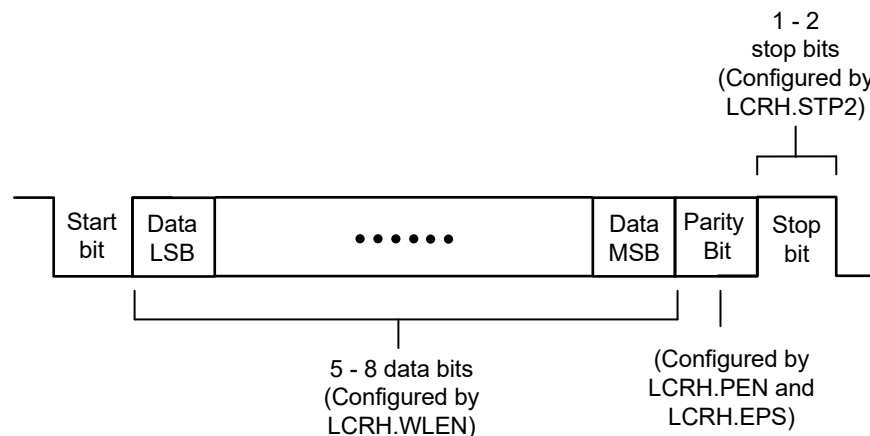 1 - 2
stop bits
(Configured by
LCRH.STP2)
Start
bit
Data
LSB
Data
MSB
Parity
Bit
Stop
bit
5 - 8 data bits
(Configured by
LCRH.WLEN)
(Configured by
LCRH.PEN and
LCRH.EPS)